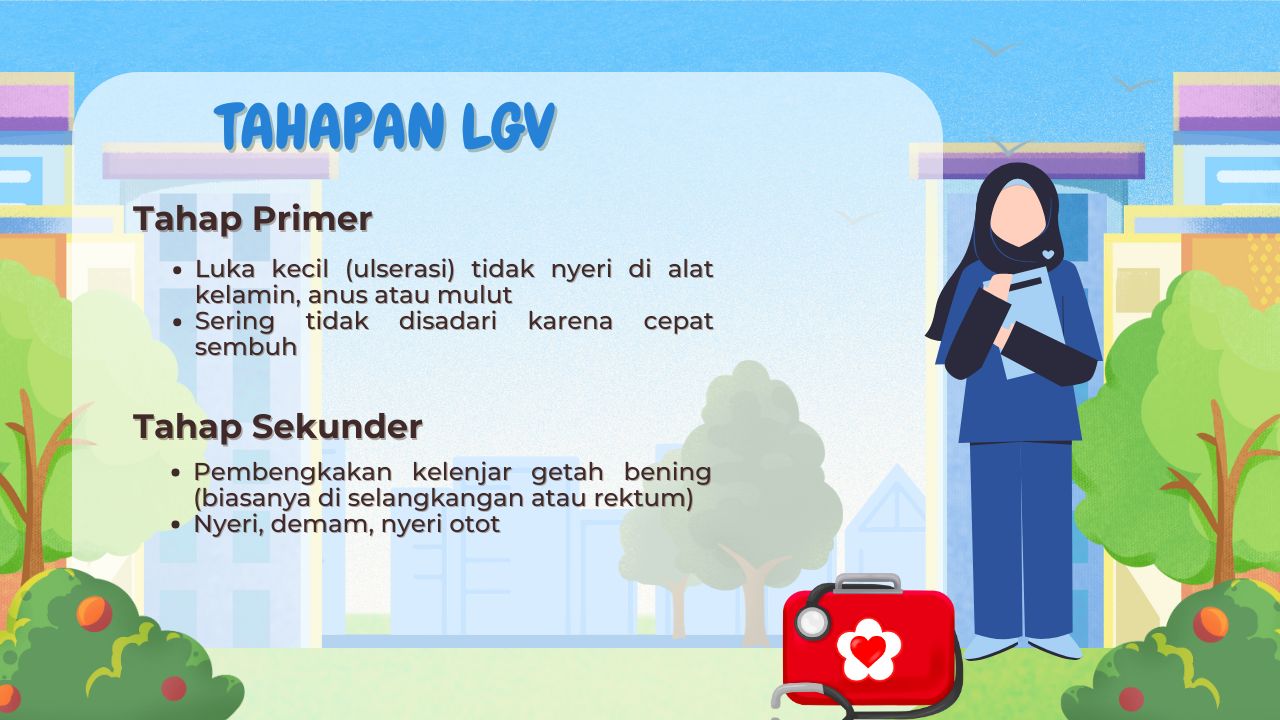 TAHAPAN LGV
Tahap Primer
• Luka kecil (ulserasi) tidak nyeri di alat
kelamin, anus atau mulut
• Sering tidak disadari karena cepat
sembuh
Tahap Sekunder
• Pembengkakan kelenjar getah bening
(biasanya di selangkangan atau rektum)
• Nyeri, demam, nyeri otot